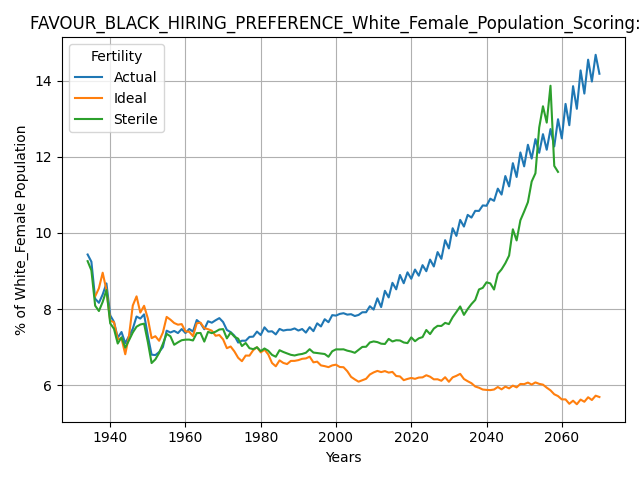 FAVOUR_BLACK_HIRING_PREFERENCE_White_Female_Population_Scoring:
Fertility
Actual
Ideal
Sterile
% of White_Female Population
14
12
10
8
6
1940 1960 1980 2000 2020 2040 2060
Years